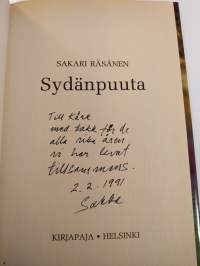 SAKARI RÄSÄNEN
Sydänpuuta
Till Kåre
med tack för de
alla rika åren
vi har levat
tillsammans.
2.2.1991
Sakke
KIRJAPAJA • HELSINKI